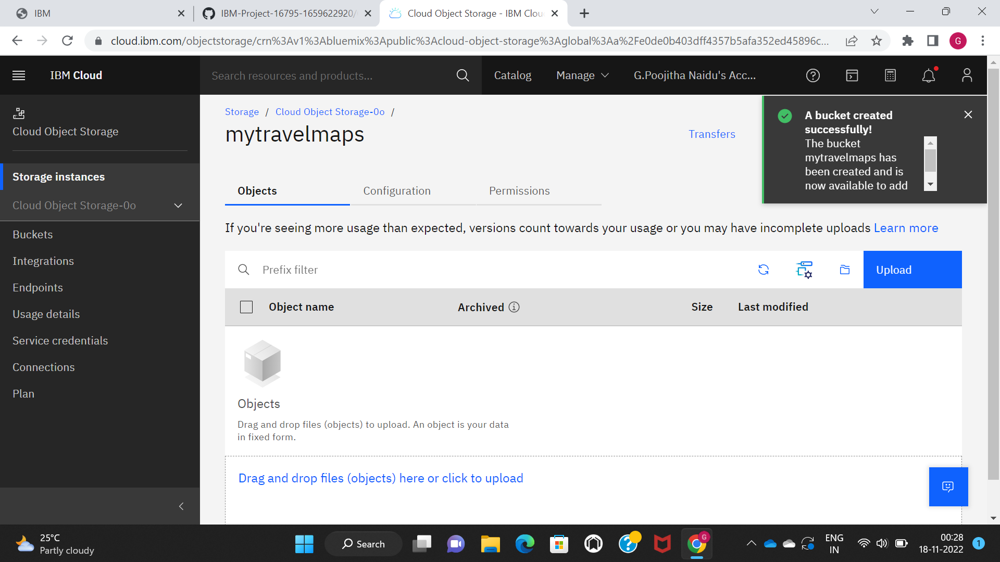 IBM
IBM-Project-16795-1659622920/
Cloud Object Storage - IBM Clou
cloud.ibm.com/objectstorage/crn%3Av1%3Abluemix%3Apublic%3Acloud-object-storage%3Aglobal%3Aa%2Fe0de0b403dff4357b5afa352ed45896c...
G
IBM Cloud
Search resources and products...
Catalog
Manage
G.Poojitha Naidu's Acc...
Cloud Object Storage
Storage instances
Cloud Object Storage-0o
Buckets
Integrations
Endpoints
Usage details
Service credentials
Connections
Plan
Storage / Cloud Object Storage-0o /
mytravelmaps
Transfers
A bucket created
successfully!
The bucket
mytravelmaps has
been created and is
now available to add
Objects
Configuration
Permissions
If you're seeing more usage than expected, versions count towards your usage or you may have incomplete uploads Learn more
Prefix filter
Upload
Object name
Archived
Size
Last modified
Objects
Drag and drop files (objects) to upload. An object is your data
in fixed form.
Drag and drop files (objects) here or click to upload
25°C
Partly cloudy
Search
G
ENG
IN
00:28
18-11-2022
1